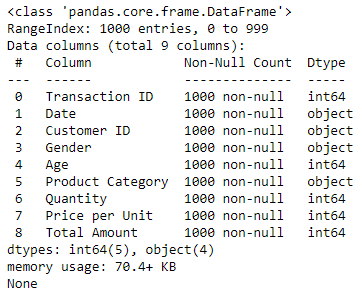 <class 'pandas.core.frame.DataFrame'>
RangeIndex: 1000 entries, 0 to 999
Data columns (total 9 columns):
 #   Column            Non-Null Count  Dtype
---  ------            --------------  -----
 0   Transaction ID    1000 non-null   int64
 1   Date              1000 non-null   object
 2   Customer ID       1000 non-null   object
 3   Gender            1000 non-null   object
 4   Age               1000 non-null   int64
 5   Product Category  1000 non-null   object
 6   Quantity          1000 non-null   int64
 7   Price per Unit    1000 non-null   int64
 8   Total Amount      1000 non-null   int64
dtypes: int64(5), object(4)
memory usage: 70.4+ KB
None